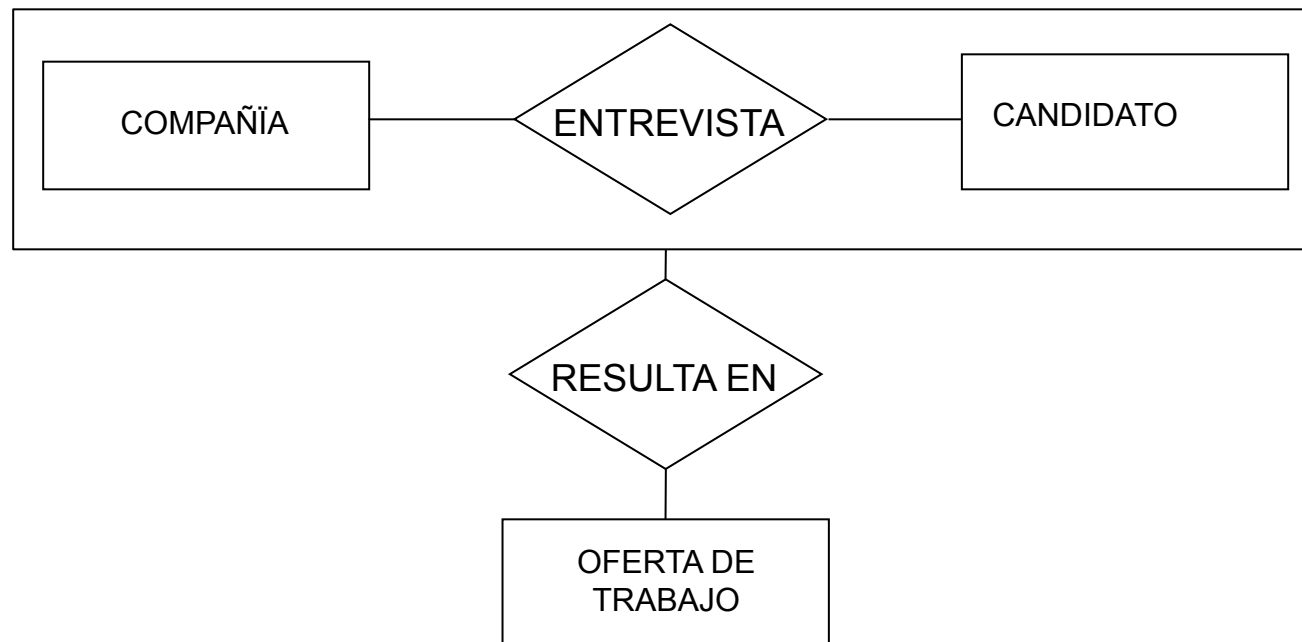 COMPAÑÏA
ENTREVISTA
CANDIDATO
RESULTA EN
OFERTA DE
TRABAJO